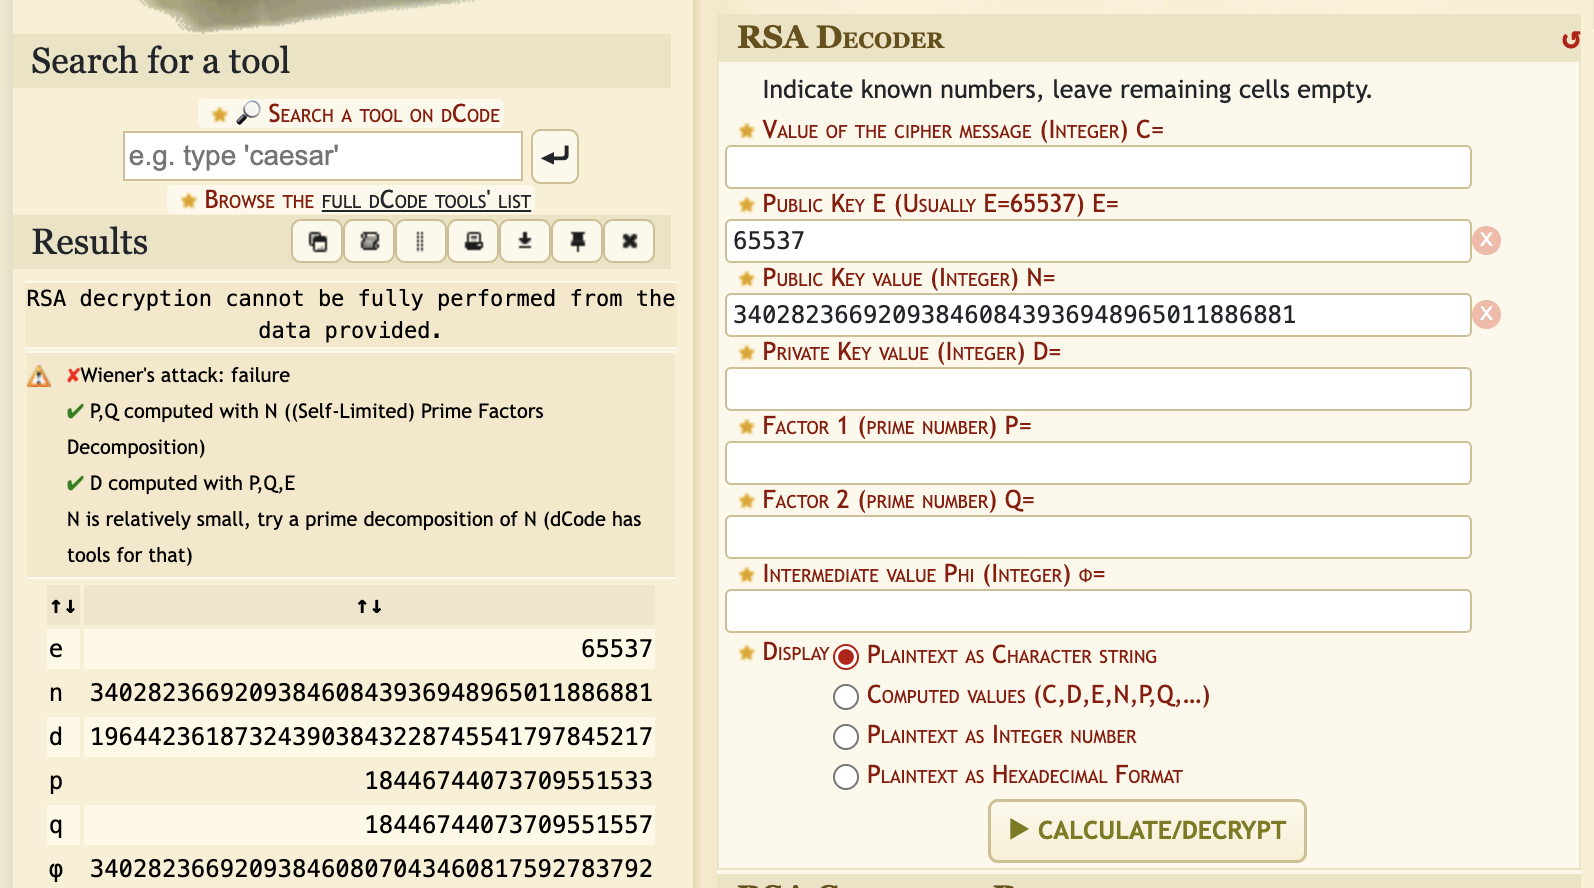 Search for a tool
SEARCH A TOOL ON DCODE
e.g. type 'caesar'
BROWSE THE FULL DCODE TOOLS' LIST
Results
RSA decryption cannot be fully performed from the
data provided.
✘Wiener's attack: failure
✔ P,Q computed with N ((Self-Limited) Prime Factors
Decomposition)
✔ D computed with P,Q,E
N is relatively small, try a prime decomposition of N (dCode has
tools for that)
↑↓ ↑↓
e 65537
n 340282366920938460843936948965011886881
d 196442361873243903843228745541797845217
p 18446744073709551533
q 18446744073709551557
φ 340282366920938460807043460817592783792
RSA DECODER
Indicate known numbers, leave remaining cells empty.
VALUE OF THE CIPHER MESSAGE (INTEGER) C=
PUBLIC KEY E (USUALLY E=65537) E=
65537
X
PUBLIC KEY VALUE (INTEGER) N=
340282366920938460843936948965011886881
X
PRIVATE KEY VALUE (INTEGER) D=
FACTOR 1 (PRIME NUMBER) P=
FACTOR 2 (PRIME NUMBER) Q=
INTERMEDIATE VALUE PHI (INTEGER) Φ=
DISPLAY PLAINTEXT AS CHARACTER STRING
COMPUTED VALUES (C,D,E,N,P,Q,...)
PLAINTEXT AS INTEGER NUMBER
PLAINTEXT AS HEXADECIMAL FORMAT
▶ CALCULATE/DECRYPT